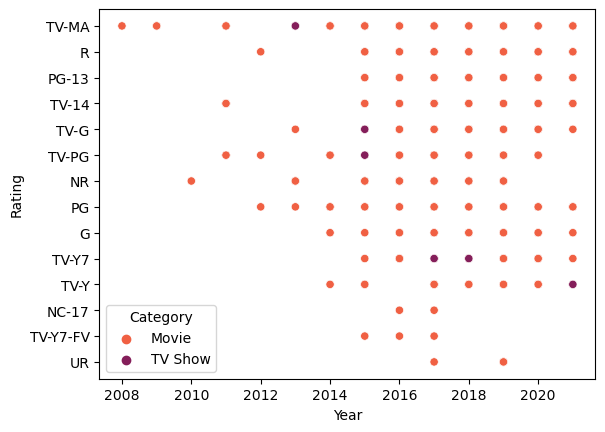 TV-MA
R
PG-13
TV-14
TV-G
TV-PG
NR
PG
G
TV-Y7
TV-Y
NC-17
TV-Y7-FV
UR
Rating
Category
Movie
TV Show
2008 2010 2012 2014 2016 2018 2020
Year